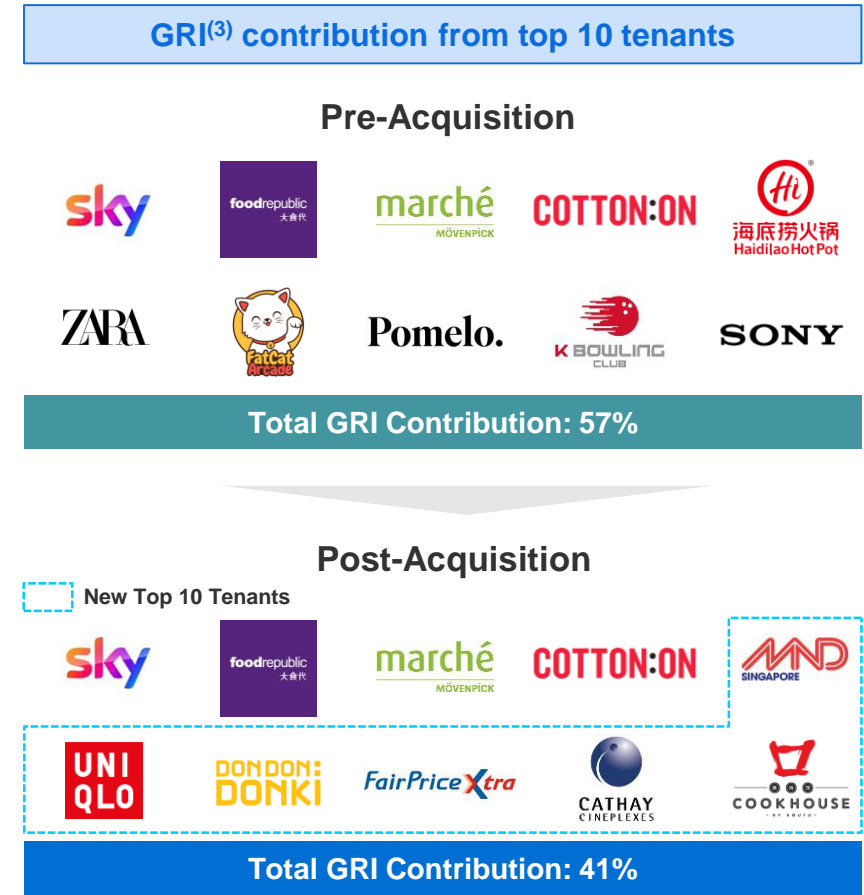 GRI(3) contribution from top 10 tenants
Pre-Acquisition
sky
foodrepublic
大食代
marché
MÖVENPICK
COTTON:ON
Hi
®
海底捞火锅
Haidilao Hot Pot
ZARA
FatCat
Arcade
Pomelo.
K BOWLING
CLUB
SONY
Total GRI Contribution: 57%
Post-Acquisition
New Top 10 Tenants
sky
foodrepublic
大食代
marché
MÖVENPICK
COTTON:ON
MND
SINGAPORE
UNI
QLO
DON DON:
DONKI
FairPrice Xtra
CATHAY
CINEPLEXES
COOKHOUSE
· BY KOUFU ·
Total GRI Contribution: 41%